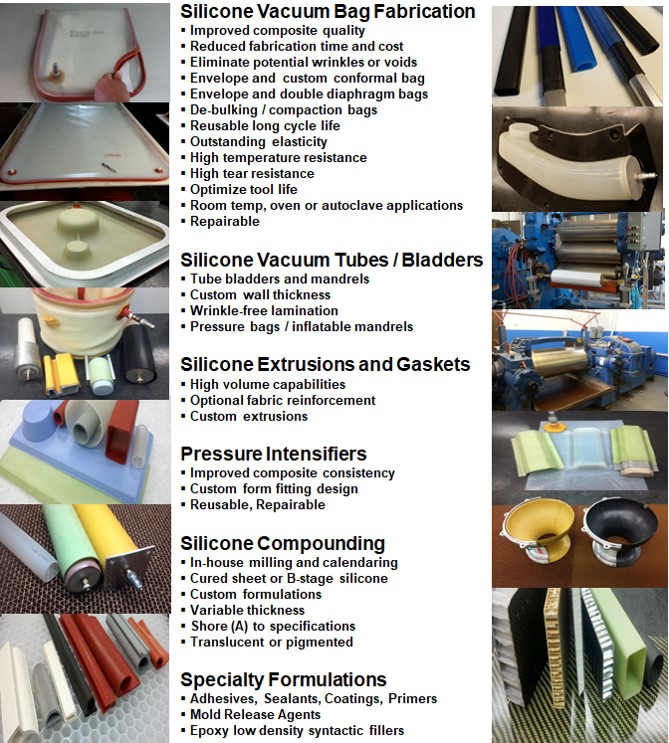 Silicone Vacuum Bag Fabrication
▪ Improved composite quality
▪ Reduced fabrication time and cost
▪ Eliminate potential wrinkles or voids
▪ Envelope and custom conformal bag
▪ Envelope and double diaphragm bags
▪ De-bulking / compaction bags
▪ Reusable long cycle life
▪ Outstanding elasticity
▪ High temperature resistance
▪ High tear resistance
▪ Optimize tool life
▪ Room temp, oven or autoclave applications
▪ Repairable
Silicone Vacuum Tubes / Bladders
▪ Tube bladders and mandrels
▪ Custom wall thickness
▪ Wrinkle-free lamination
▪ Pressure bags / inflatable mandrels
Silicone Extrusions and Gaskets
▪ High volume capabilities
▪ Optional fabric reinforcement
▪ Custom extrusions
Pressure Intensifiers
▪ Improved composite consistency
▪ Custom form fitting design
▪ Reusable, Repairable
Silicone Compounding
▪ In-house milling and calendaring
▪ Cured sheet or B-stage silicone
▪ Custom formulations
▪ Variable thickness
▪ Shore (A) to specifications
▪ Translucent or pigmented
Specialty Formulations
▪ Adhesives, Sealants, Coatings, Primers
▪ Mold Release Agents
▪ Epoxy low density syntactic fillers